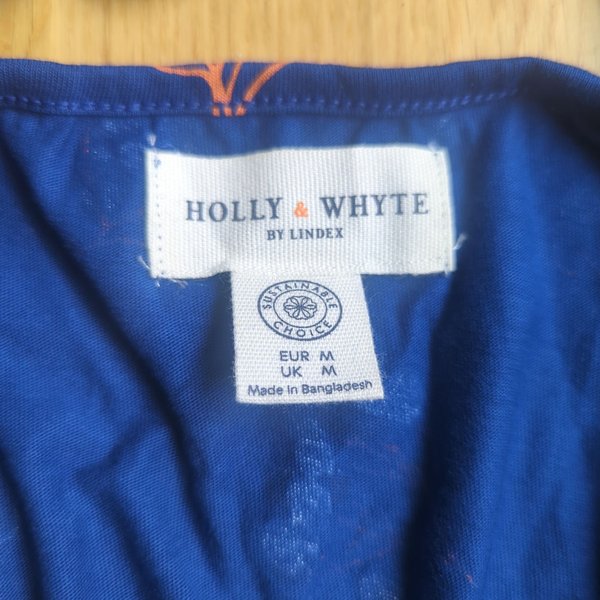 HOLLY & WHYTE
BY LINDEX
SUSTAINABLE
CHOICE
EUR M
UK M
Made in Bangladesh